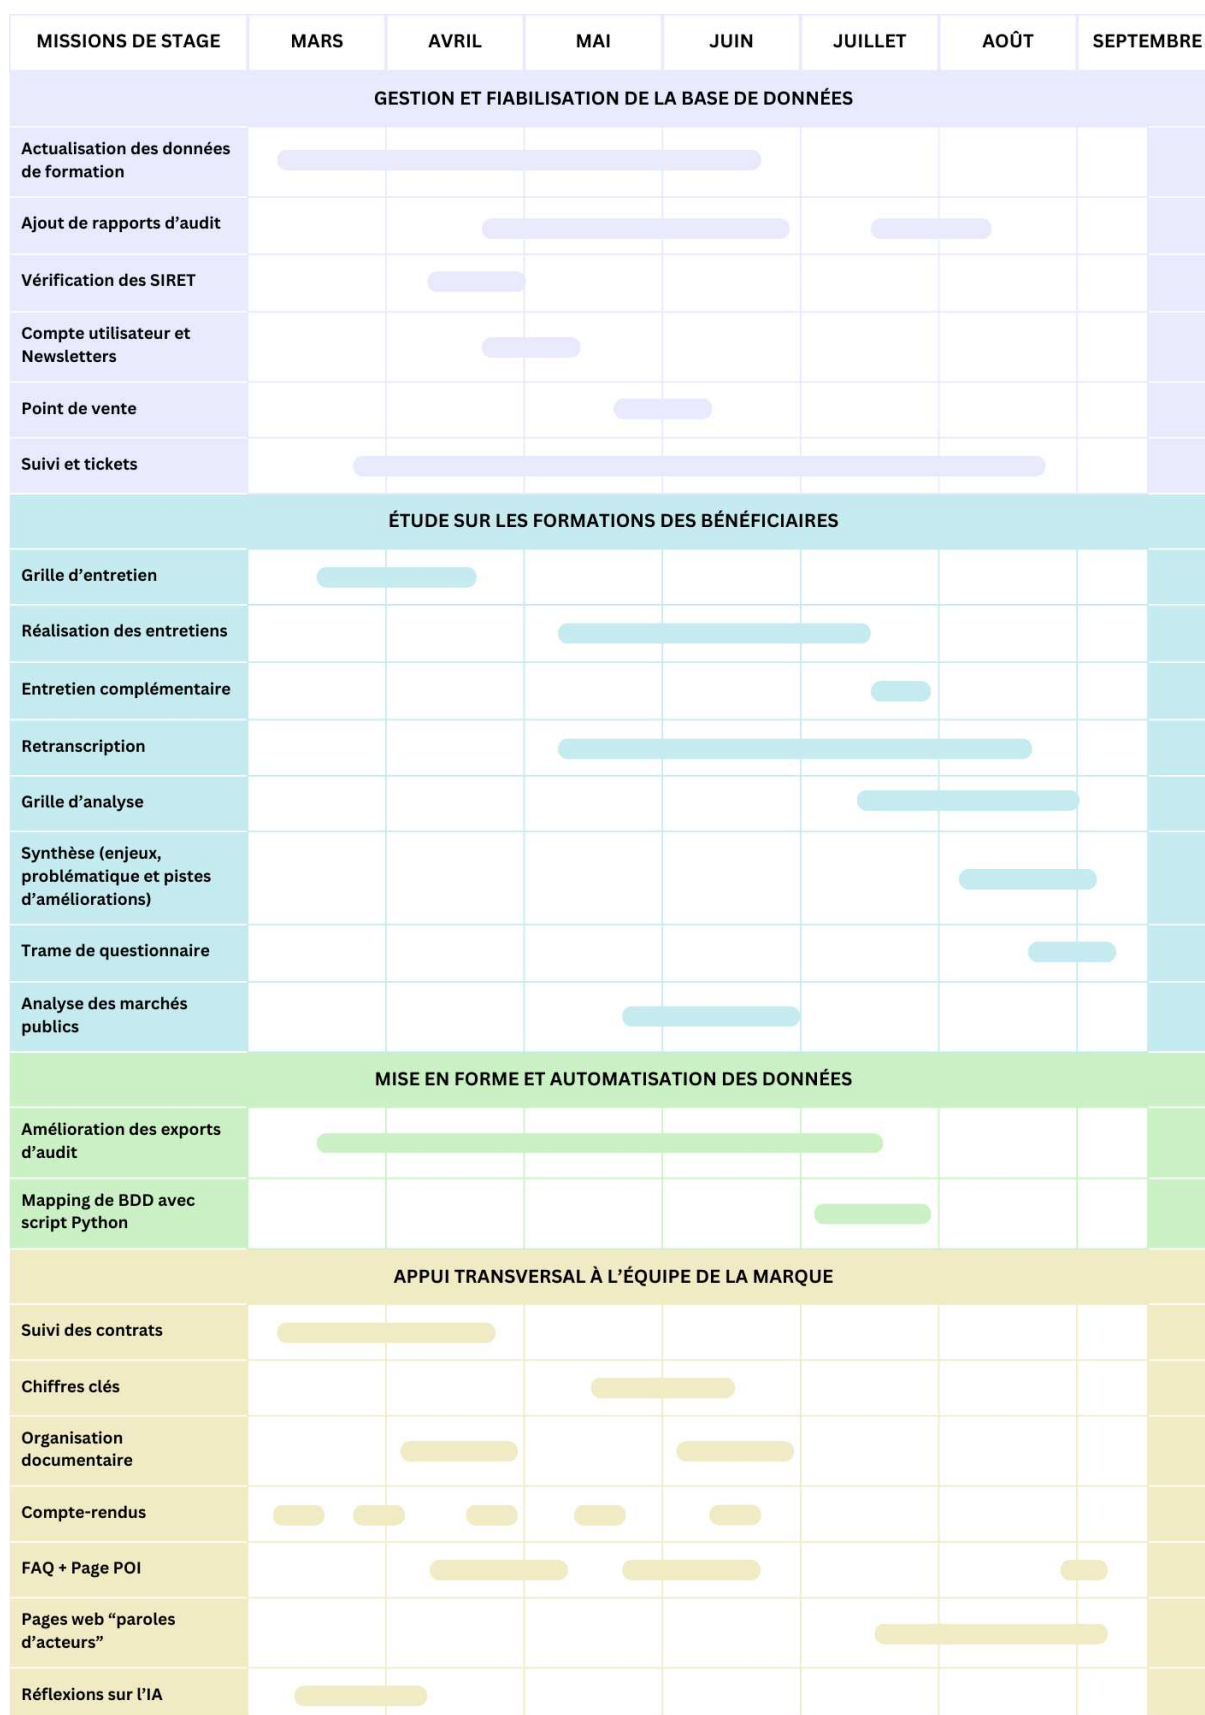 MISSIONS DE STAGE MARS AVRIL MAI JUIN JUILLET AOÛT SEPTEMBRE
GESTION ET FIABILISATION DE LA BASE DE DONNÉES
Actualisation des données
de formation
Ajout de rapports d’audit
Vérification des SIRET
Compte utilisateur et
Newsletters
Point de vente
Suivi et tickets
ÉTUDE SUR LES FORMATIONS DES BÉNÉFICIAIRES
Grille d’entretien
Réalisation des entretiens
Entretien complémentaire
Retranscription
Grille d’analyse
Synthèse (enjeux,
problématique et pistes
d’améliorations)
Trame de questionnaire
Analyse des marchés
publics
MISE EN FORME ET AUTOMATISATION DES DONNÉES
Amélioration des exports
d’audit
Mapping de BDD avec
script Python
APPUI TRANSVERSAL À L’ÉQUIPE DE LA MARQUE
Suivi des contrats
Chiffres clés
Organisation
documentaire
Compte-rendus
FAQ + Page POI
Pages web “paroles
d’acteurs”
Réflexions sur l’IA